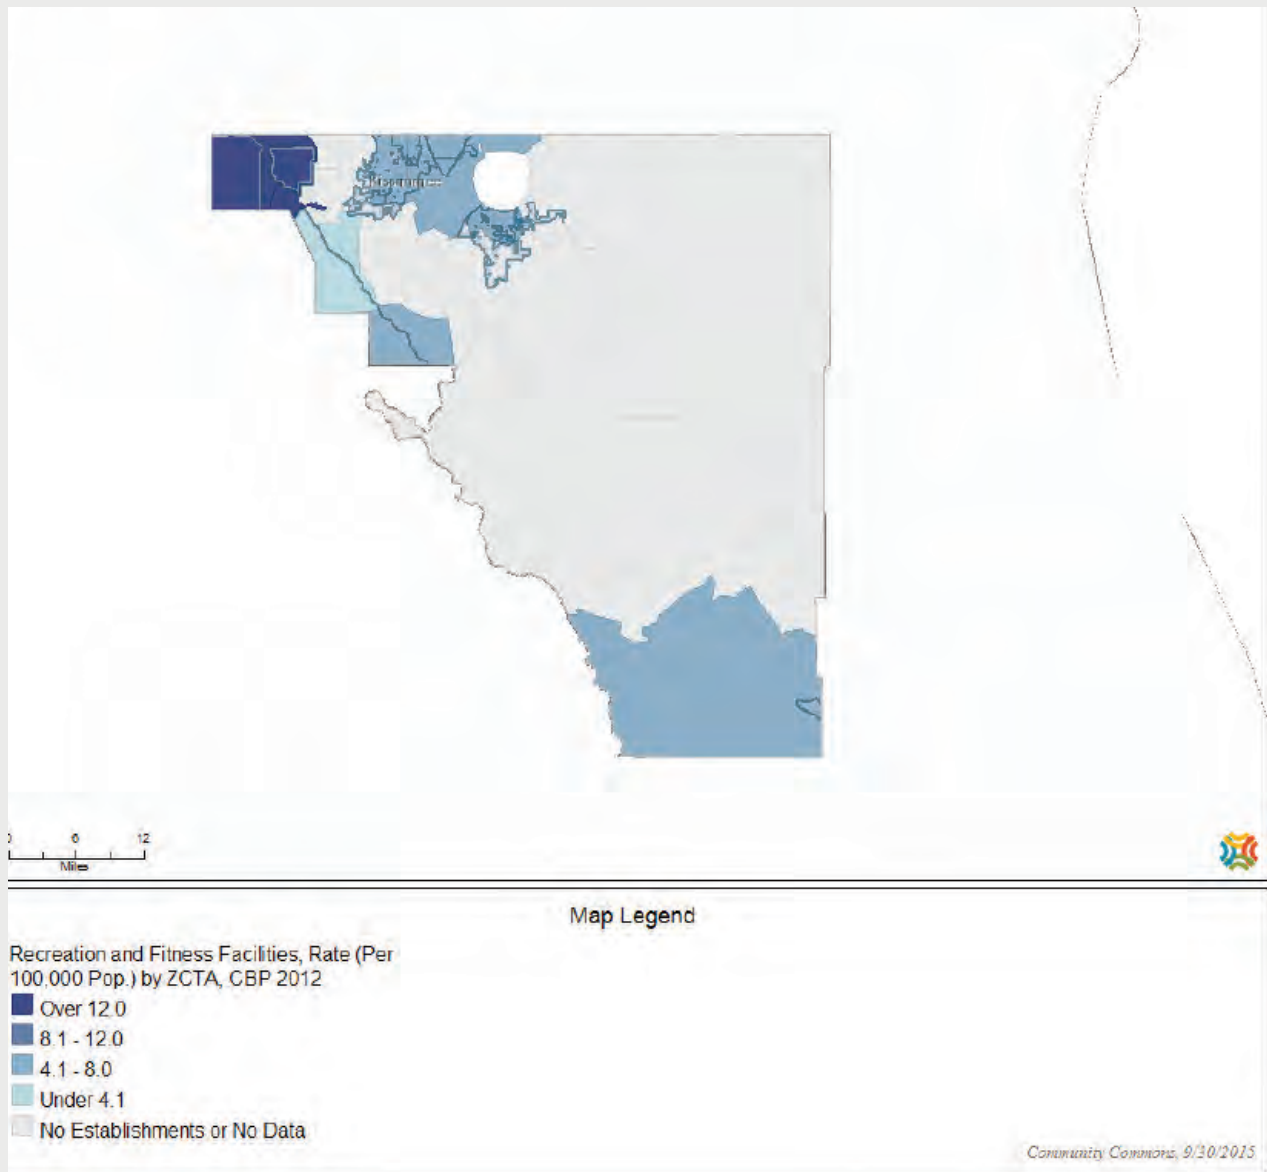 6
12
Miles
Map Legend
Recreation and Fitness Facilities, Rate (Per
100,000 Pop.) by ZCTA, CBP 2012
Over 12.0
8.1 - 12.0
4.1 - 8.0
Under 4.1
No Establishments or No Data
Community Commons, 9/30/2015